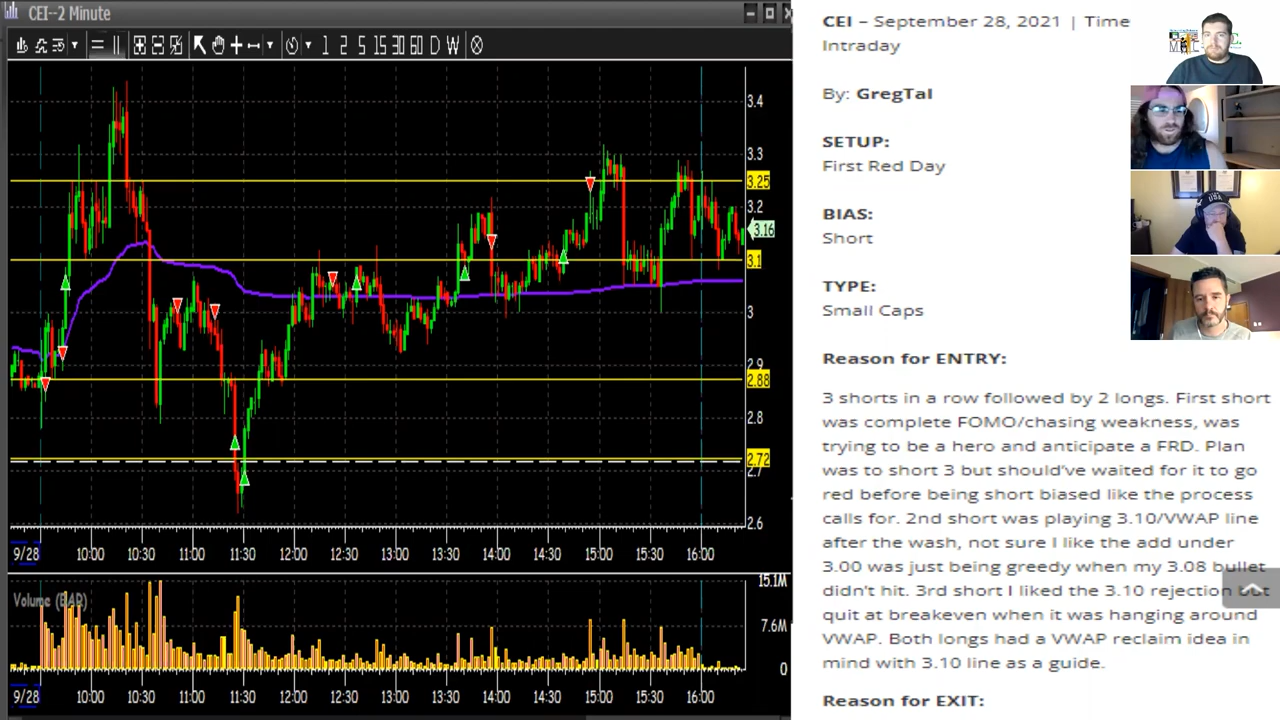 CEI--2 Minute
1 2 5 15 30 60 D W
3.4
3.3
3.25
3.2
3.16
3.1
3
2.9
2.88
2.8
2.72
2.7
2.6
9/28 10:00 10:30 11:00 11:30 12:00 12:30 13:00 13:30 14:00 14:30 15:00 15:30 16:00
Volume (BAR)
15.1M
7.6M
0
9/28 10:00 10:30 11:00 11:30 12:00 12:30 13:00 13:30 14:00 14:30 15:00 15:30 16:00
CEI – September 28, 2021 | Time
Intraday
By: GregTal
SETUP:
First Red Day
BIAS:
Short
TYPE:
Small Caps
Reason for ENTRY:
3 shorts in a row followed by 2 longs. First short
was complete FOMO/chasing weakness, was
trying to be a hero and anticipate a FRD. Plan
was to short 3 but should've waited for it to go
red before being short biased like the process
calls for. 2nd short was playing 3.10/VWAP line
after the wash, not sure I like the add under
3.00 was just being greedy when my 3.08 bullet
didn't hit. 3rd short I liked the 3.10 rejection but
quit at breakeven when it was hanging around
VWAP. Both longs had a VWAP reclaim idea in
mind with 3.10 line as a guide.
Reason for EXIT: